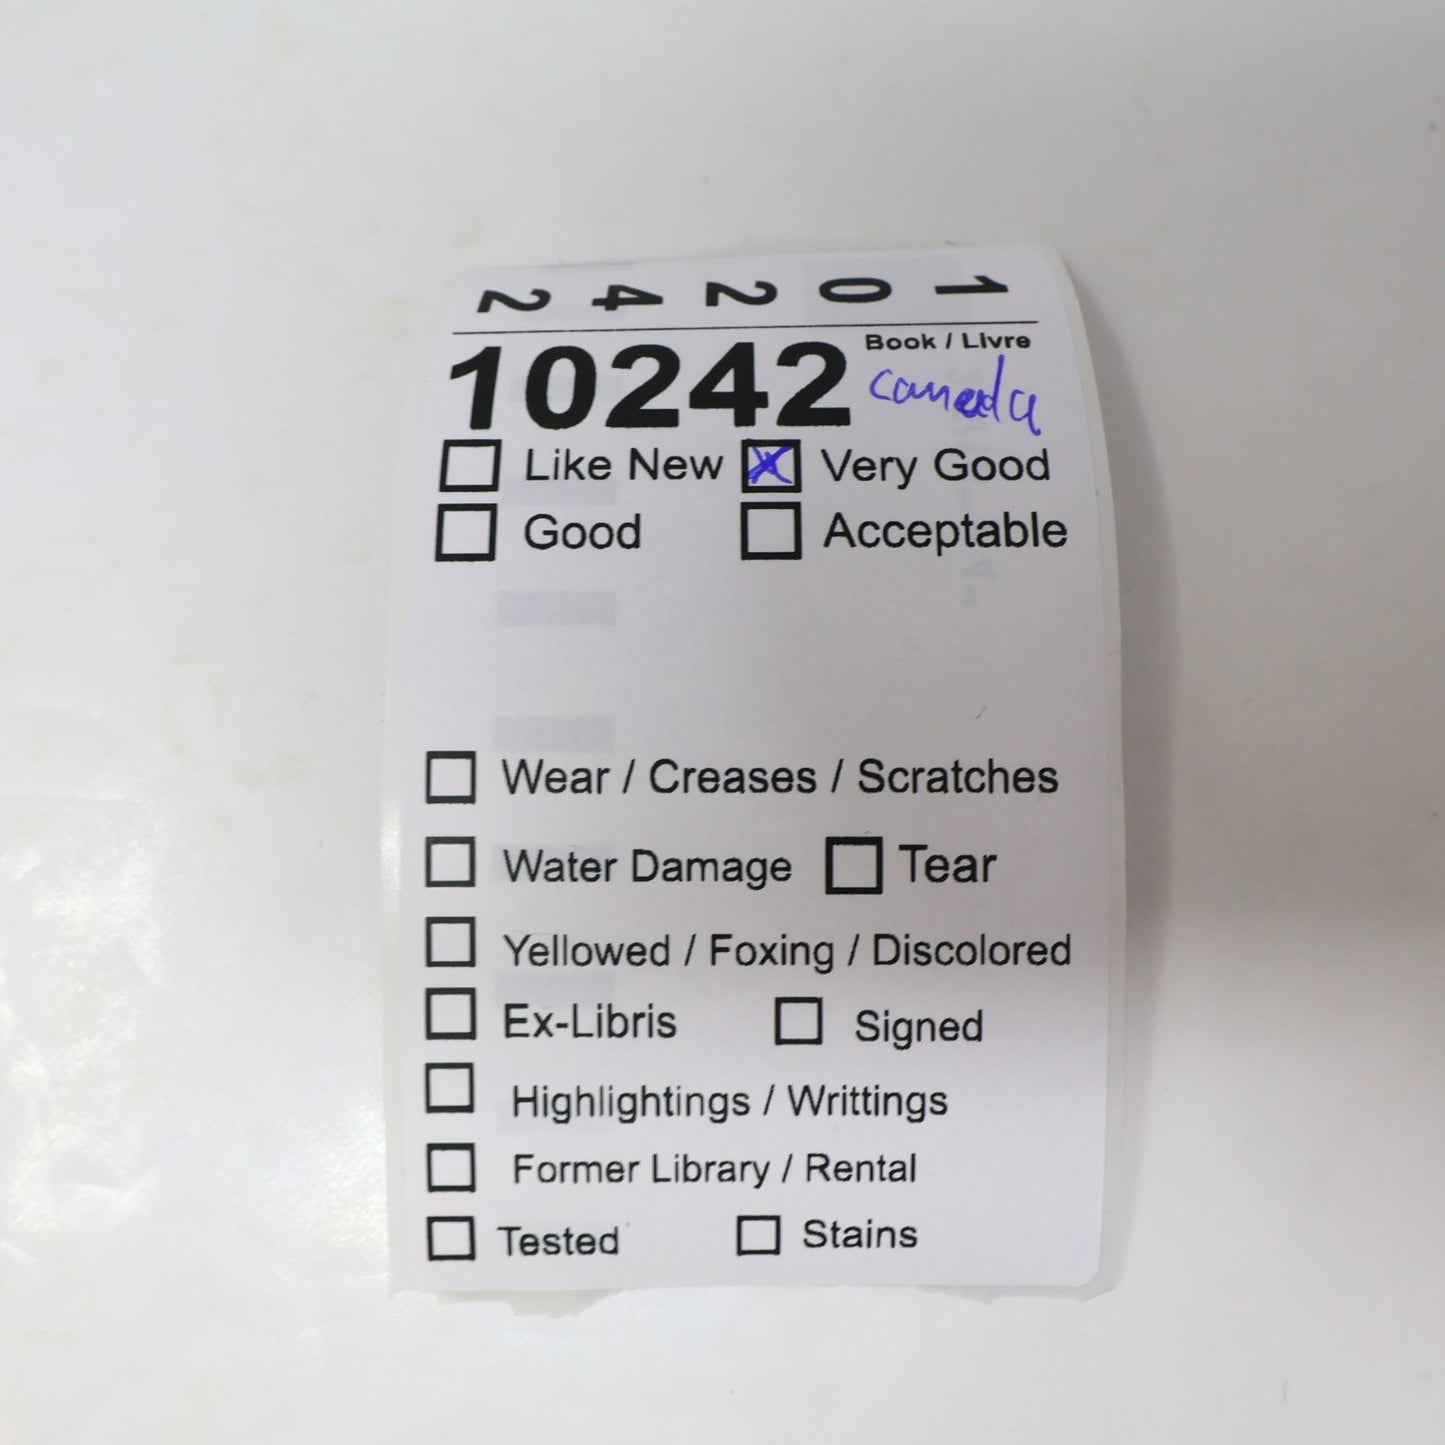 10242
Book / Livre
10242 canada
Like New Very Good
Good Acceptable
Wear / Creases / Scratches
Water Damage Tear
Yellowed / Foxing / Discolored
Ex-Libris Signed
Highlightings / Writtings
Former Library / Rental
Tested Stains